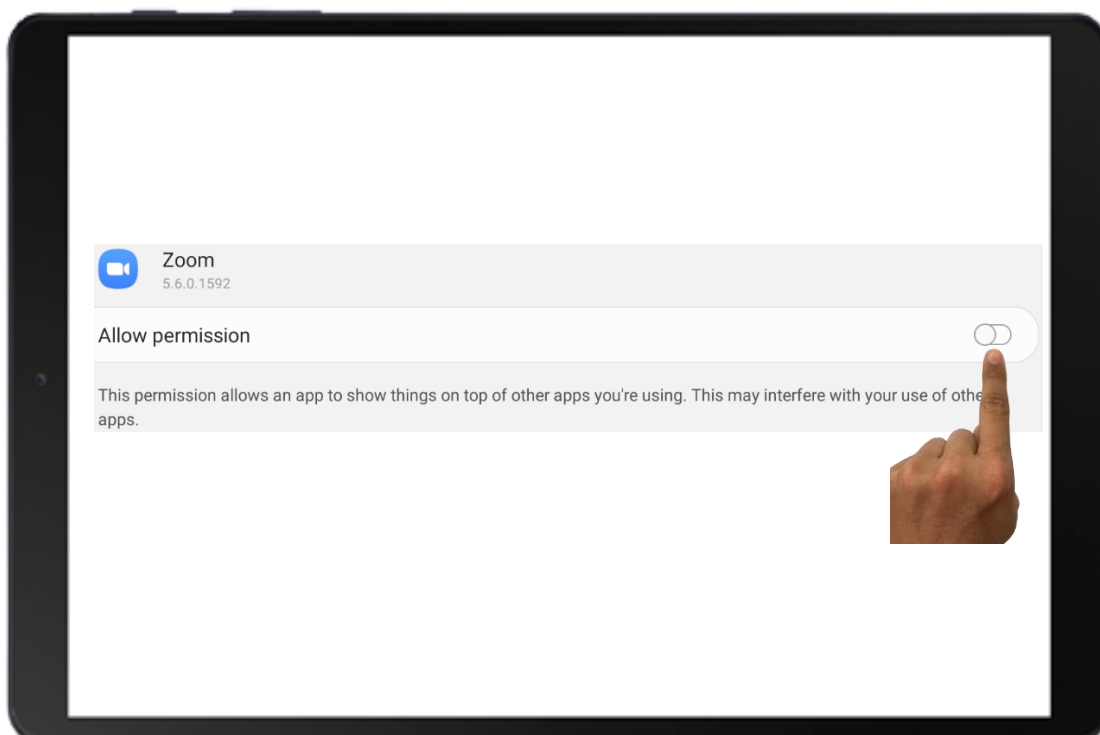 Zoom
5.6.0.1592
Allow permission
This permission allows an app to show things on top of other apps you're using. This may interfere with your use of othe
apps.